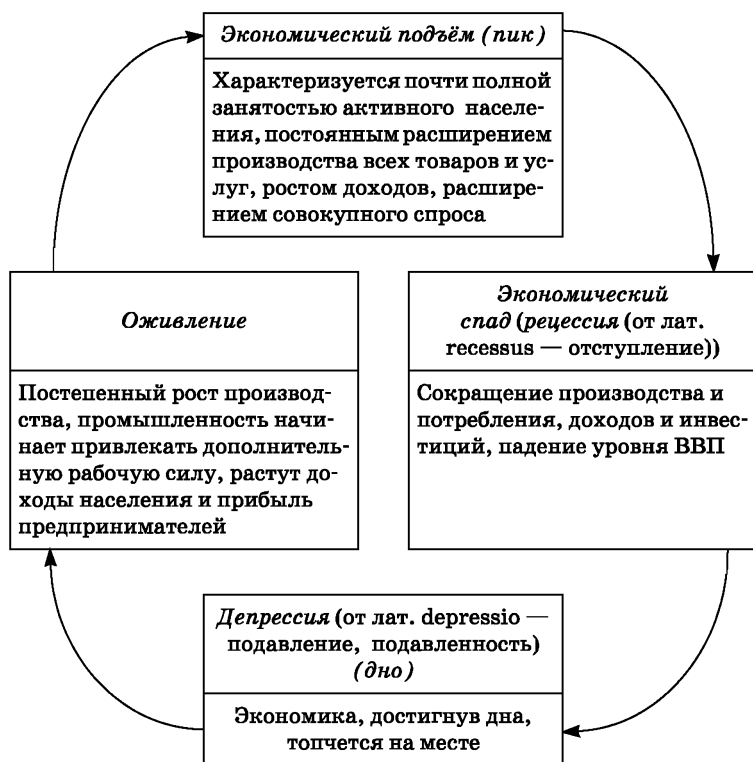 Экономический подъём (пик)
Характеризуется почти полной
занятостью активного населе-
ния, постоянным расширением
производства всех товаров и ус-
луг, ростом доходов, расшире-
нием совокупного спроса
Оживление
Постепенный рост производ-
ства, промышленность начи-
нает привлекать дополнитель-
ную рабочую силу, растут до-
ходы населения и прибыль
предпринимателей
Экономический
спад (рецессия (от лат.
recessus — отступление))
Сокращение производства и
потребления, доходов и инвес-
тиций, падение уровня ВВП
Депрессия (от лат. depressio —
подавление, подавленность)
(дно)
Экономика, достигнув дна,
топчется на месте